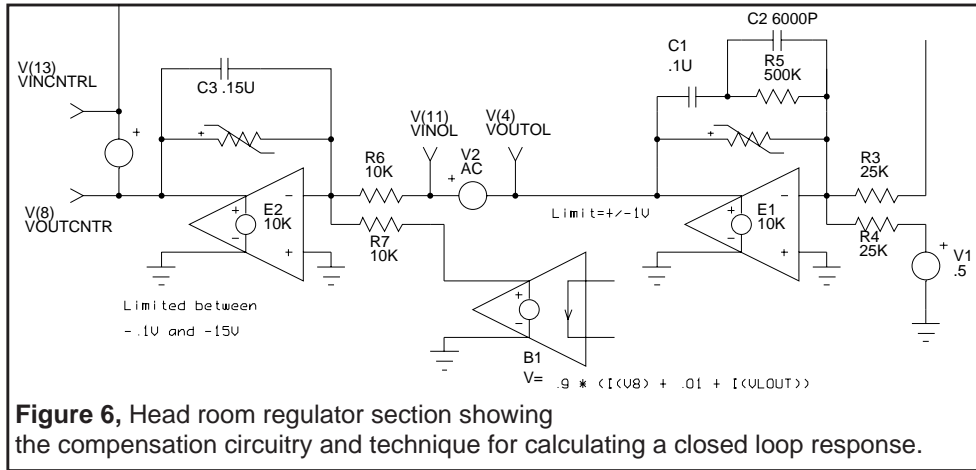 C2 6000P
C1
.1U
R5
500K
V(13)
VINCNTRL
C3 .15U
V(11)
VINOL
V(4)
VOUTOL
+
+
R6
10K
V2
AC
+
R3
25K
V(8)
VOUTCNTR
E2
10K
+
−
−
+
R7
10K
Limit=+/-1V
E1
10K
+
−
−
+
R4
25K
+
V1
.5
Limited between
-.1V and -15V
+
−
B1
V= .9 * (I(V8) + .01 + I(VLOUT))
Figure 6, Head room regulator section showing
the compensation circuitry and technique for calculating a closed loop response.